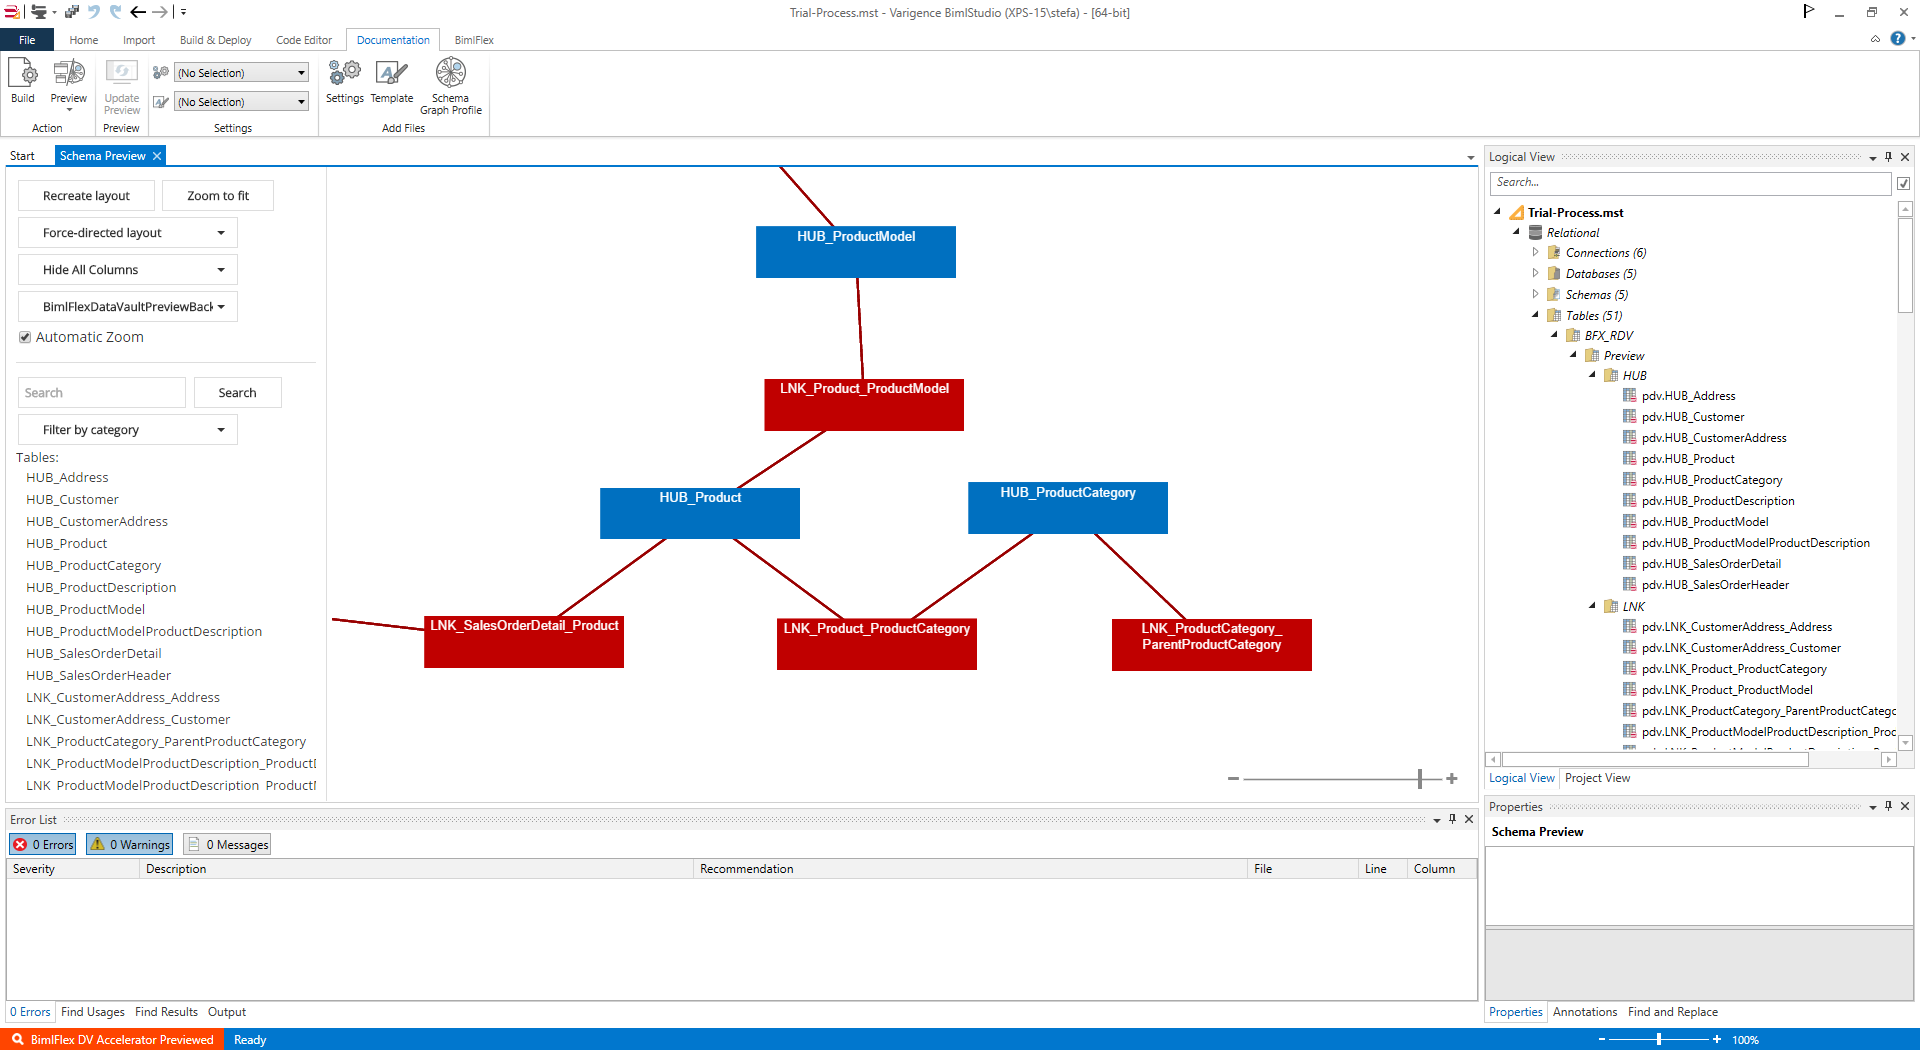 Trial-Process.mst - Varigence BimlStudio (XPS-15\stefa) - [64-bit]
File
Home
Import
Build & Deploy
Code Editor
Documentation
BimlFlex
Build
Preview
Update
Preview
(No Selection)
(No Selection)
Settings
Template
Schema
Graph Profile
Action
Preview
Settings
Add Files
Start
Schema Preview
Recreate layout
Zoom to fit
Force-directed layout
Hide All Columns
BimlFlexDataVaultPreviewBack
Automatic Zoom
Search
Search
Filter by category
Tables:
HUB_Address
HUB_Customer
HUB_CustomerAddress
HUB_Product
HUB_ProductCategory
HUB_ProductDescription
HUB_ProductModel
HUB_ProductModelProductDescription
HUB_SalesOrderDetail
HUB_SalesOrderHeader
LNK_CustomerAddress_Address
LNK_CustomerAddress_Customer
LNK_ProductCategory_ParentProductCategory
LNK_ProductModelProductDescription_Product
LNK_ProductModelProductDescription_Product
HUB_ProductModel
LNK_Product_ProductModel
HUB_Product
HUB_ProductCategory
LNK_SalesOrderDetail_Product
LNK_Product_ProductCategory
LNK_ProductCategory_
ParentProductCategory
Logical View
Search...
Trial-Process.mst
Relational
Connections (6)
Databases (5)
Schemas (5)
Tables (51)
BFX_RDV
Preview
HUB
pdv.HUB_Address
pdv.HUB_Customer
pdv.HUB_CustomerAddress
pdv.HUB_Product
pdv.HUB_ProductCategory
pdv.HUB_ProductDescription
pdv.HUB_ProductModel
pdv.HUB_ProductModelProductDescription
pdv.HUB_SalesOrderDetail
pdv.HUB_SalesOrderHeader
LNK
pdv.LNK_CustomerAddress_Address
pdv.LNK_CustomerAddress_Customer
pdv.LNK_Product_ProductCategory
pdv.LNK_Product_ProductModel
pdv.LNK_ProductCategory_ParentProductCatego
pdv.LNK_ProductModelProductDescription_Proc
Logical View
Project View
Properties
Schema Preview
Error List
0 Errors
0 Warnings
0 Messages
Severity
Description
Recommendation
File
Line
Column
0 Errors
Find Usages
Find Results
Output
Properties
Annotations
Find and Replace
BimlFlex DV Accelerator Previewed
Ready
100%